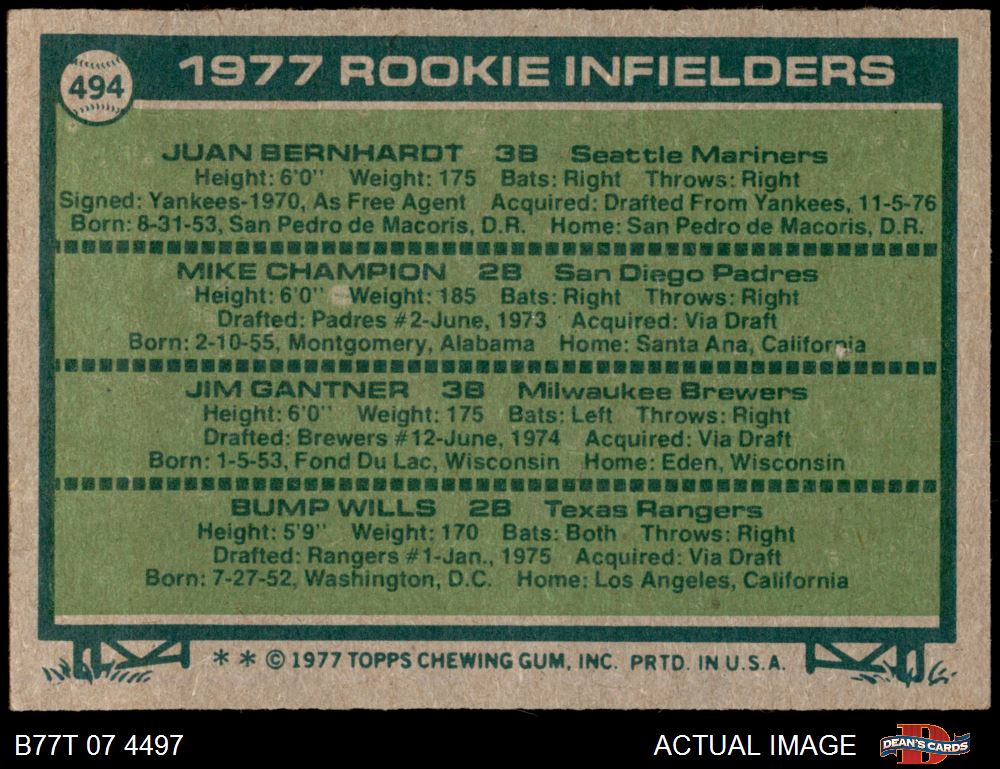 494
1977 ROOKIE INFIELDERS
JUAN BERNHARDT 3B Seattle Mariners
Height: 6'0" Weight: 175 Bats: Right Throws: Right
Signed: Yankees-1970, As Free Agent Acquired: Drafted From Yankees, 11-5-76
Born: 8-31-53, San Pedro de Macoris, D.R. Home: San Pedro de Macoris, D.R.
MIKE CHAMPION 2B San Diego Padres
Height: 6'0" Weight: 185 Bats: Right Throws: Right
Drafted: Padres #2-June, 1973 Acquired: Via Draft
Born: 2-10-55, Montgomery, Alabama Home: Santa Ana, California
JIM GANTNER 3B Milwaukee Brewers
Height: 6'0" Weight: 175 Bats: Left Throws: Right
Drafted: Brewers #12-June, 1974 Acquired: Via Draft
Born: 1-5-53, Fond Du Lac, Wisconsin Home: Eden, Wisconsin
BUMP WILLS 2B Texas Rangers
Height: 5'9" Weight: 170 Bats: Both Throws: Right
Drafted: Rangers #1-Jan., 1975 Acquired: Via Draft
Born: 7-27-52, Washington, D.C. Home: Los Angeles, California
* * © 1977 TOPPS CHEWING GUM, INC. PRTD. IN U.S.A.
B77T 07 4497 ACTUAL IMAGE DEAN'S CARDS